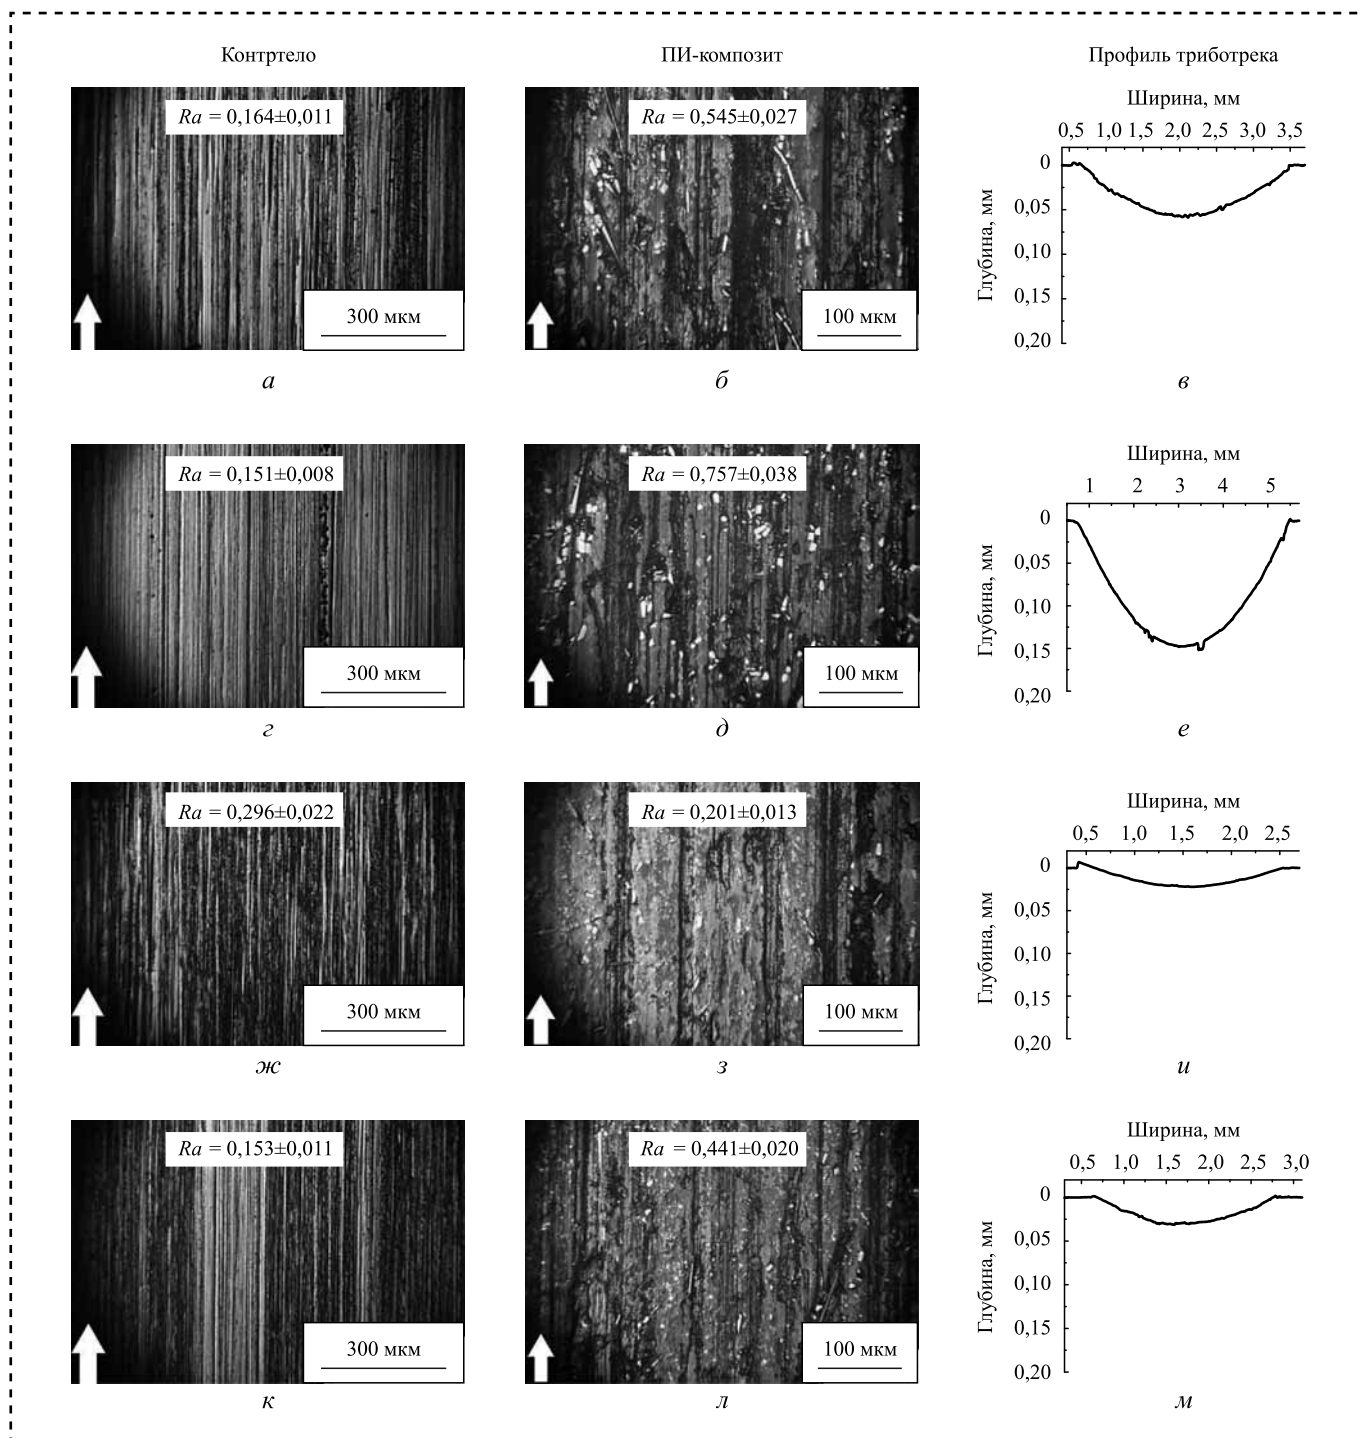 Контртело ПИ-композит Профиль триботрека
Ra = 0,164±0,011
300 мкм
а
Ra = 0,545±0,027
100 мкм
б
Ширина, мм
0,5 1,0 1,5 2,0 2,5 3,0 3,5
Глубина, мм
0
0,05
0,10
0,15
0,20
в
Ra = 0,151±0,008
300 мкм
г
Ra = 0,757±0,038
100 мкм
д
Ширина, мм
1 2 3 4 5
Глубина, мм
0
0,05
0,10
0,15
0,20
е
Ra = 0,296±0,022
300 мкм
ж
Ra = 0,201±0,013
100 мкм
з
Ширина, мм
0,5 1,0 1,5 2,0 2,5
Глубина, мм
0
0,05
0,10
0,15
0,20
и
Ra = 0,153±0,011
300 мкм
к
Ra = 0,441±0,020
100 мкм
л
Ширина, мм
0,5 1,0 1,5 2,0 2,5 3,0
Глубина, мм
0
0,05
0,10
0,15
0,20
м